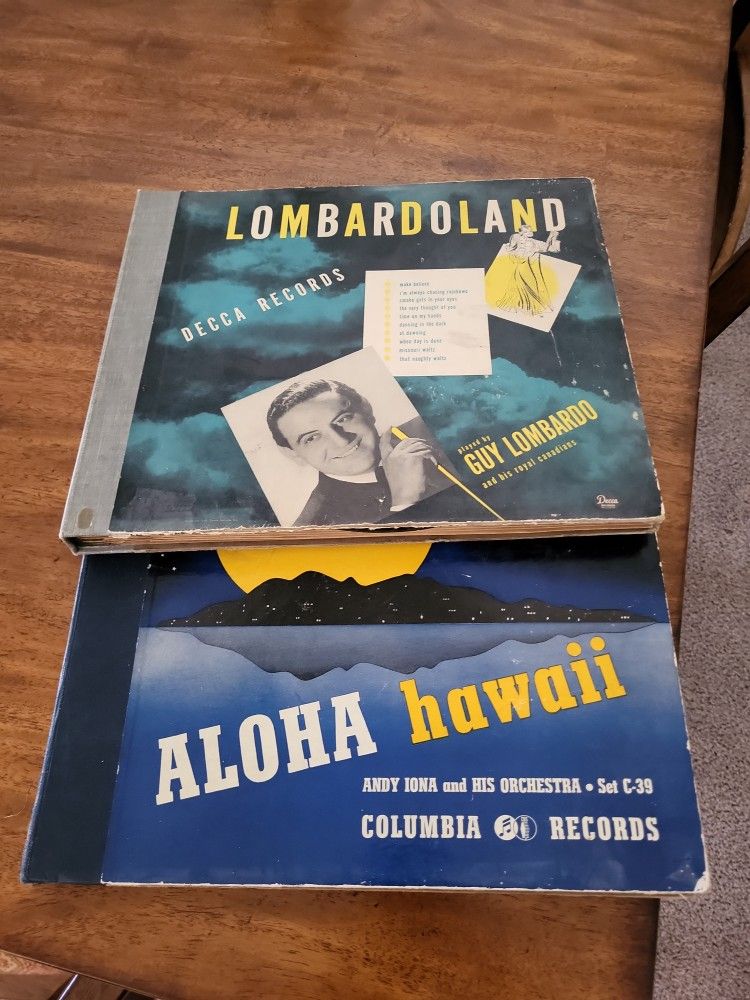 LOMBARDOLAND
DECCA RECORDS
make believe
i'm always chasing rainbows
smoke gets in your eyes
the very thought of you
time on my hands
dancing in the dark
at dawning
when day is done
missouri waltz
that naughty waltz
played by
GUY LOMBARDO
and his royal canadians
Decca
ALOHA hawaii
ANDY IONA and HIS ORCHESTRA • Set C-39
COLUMBIA RECORDS